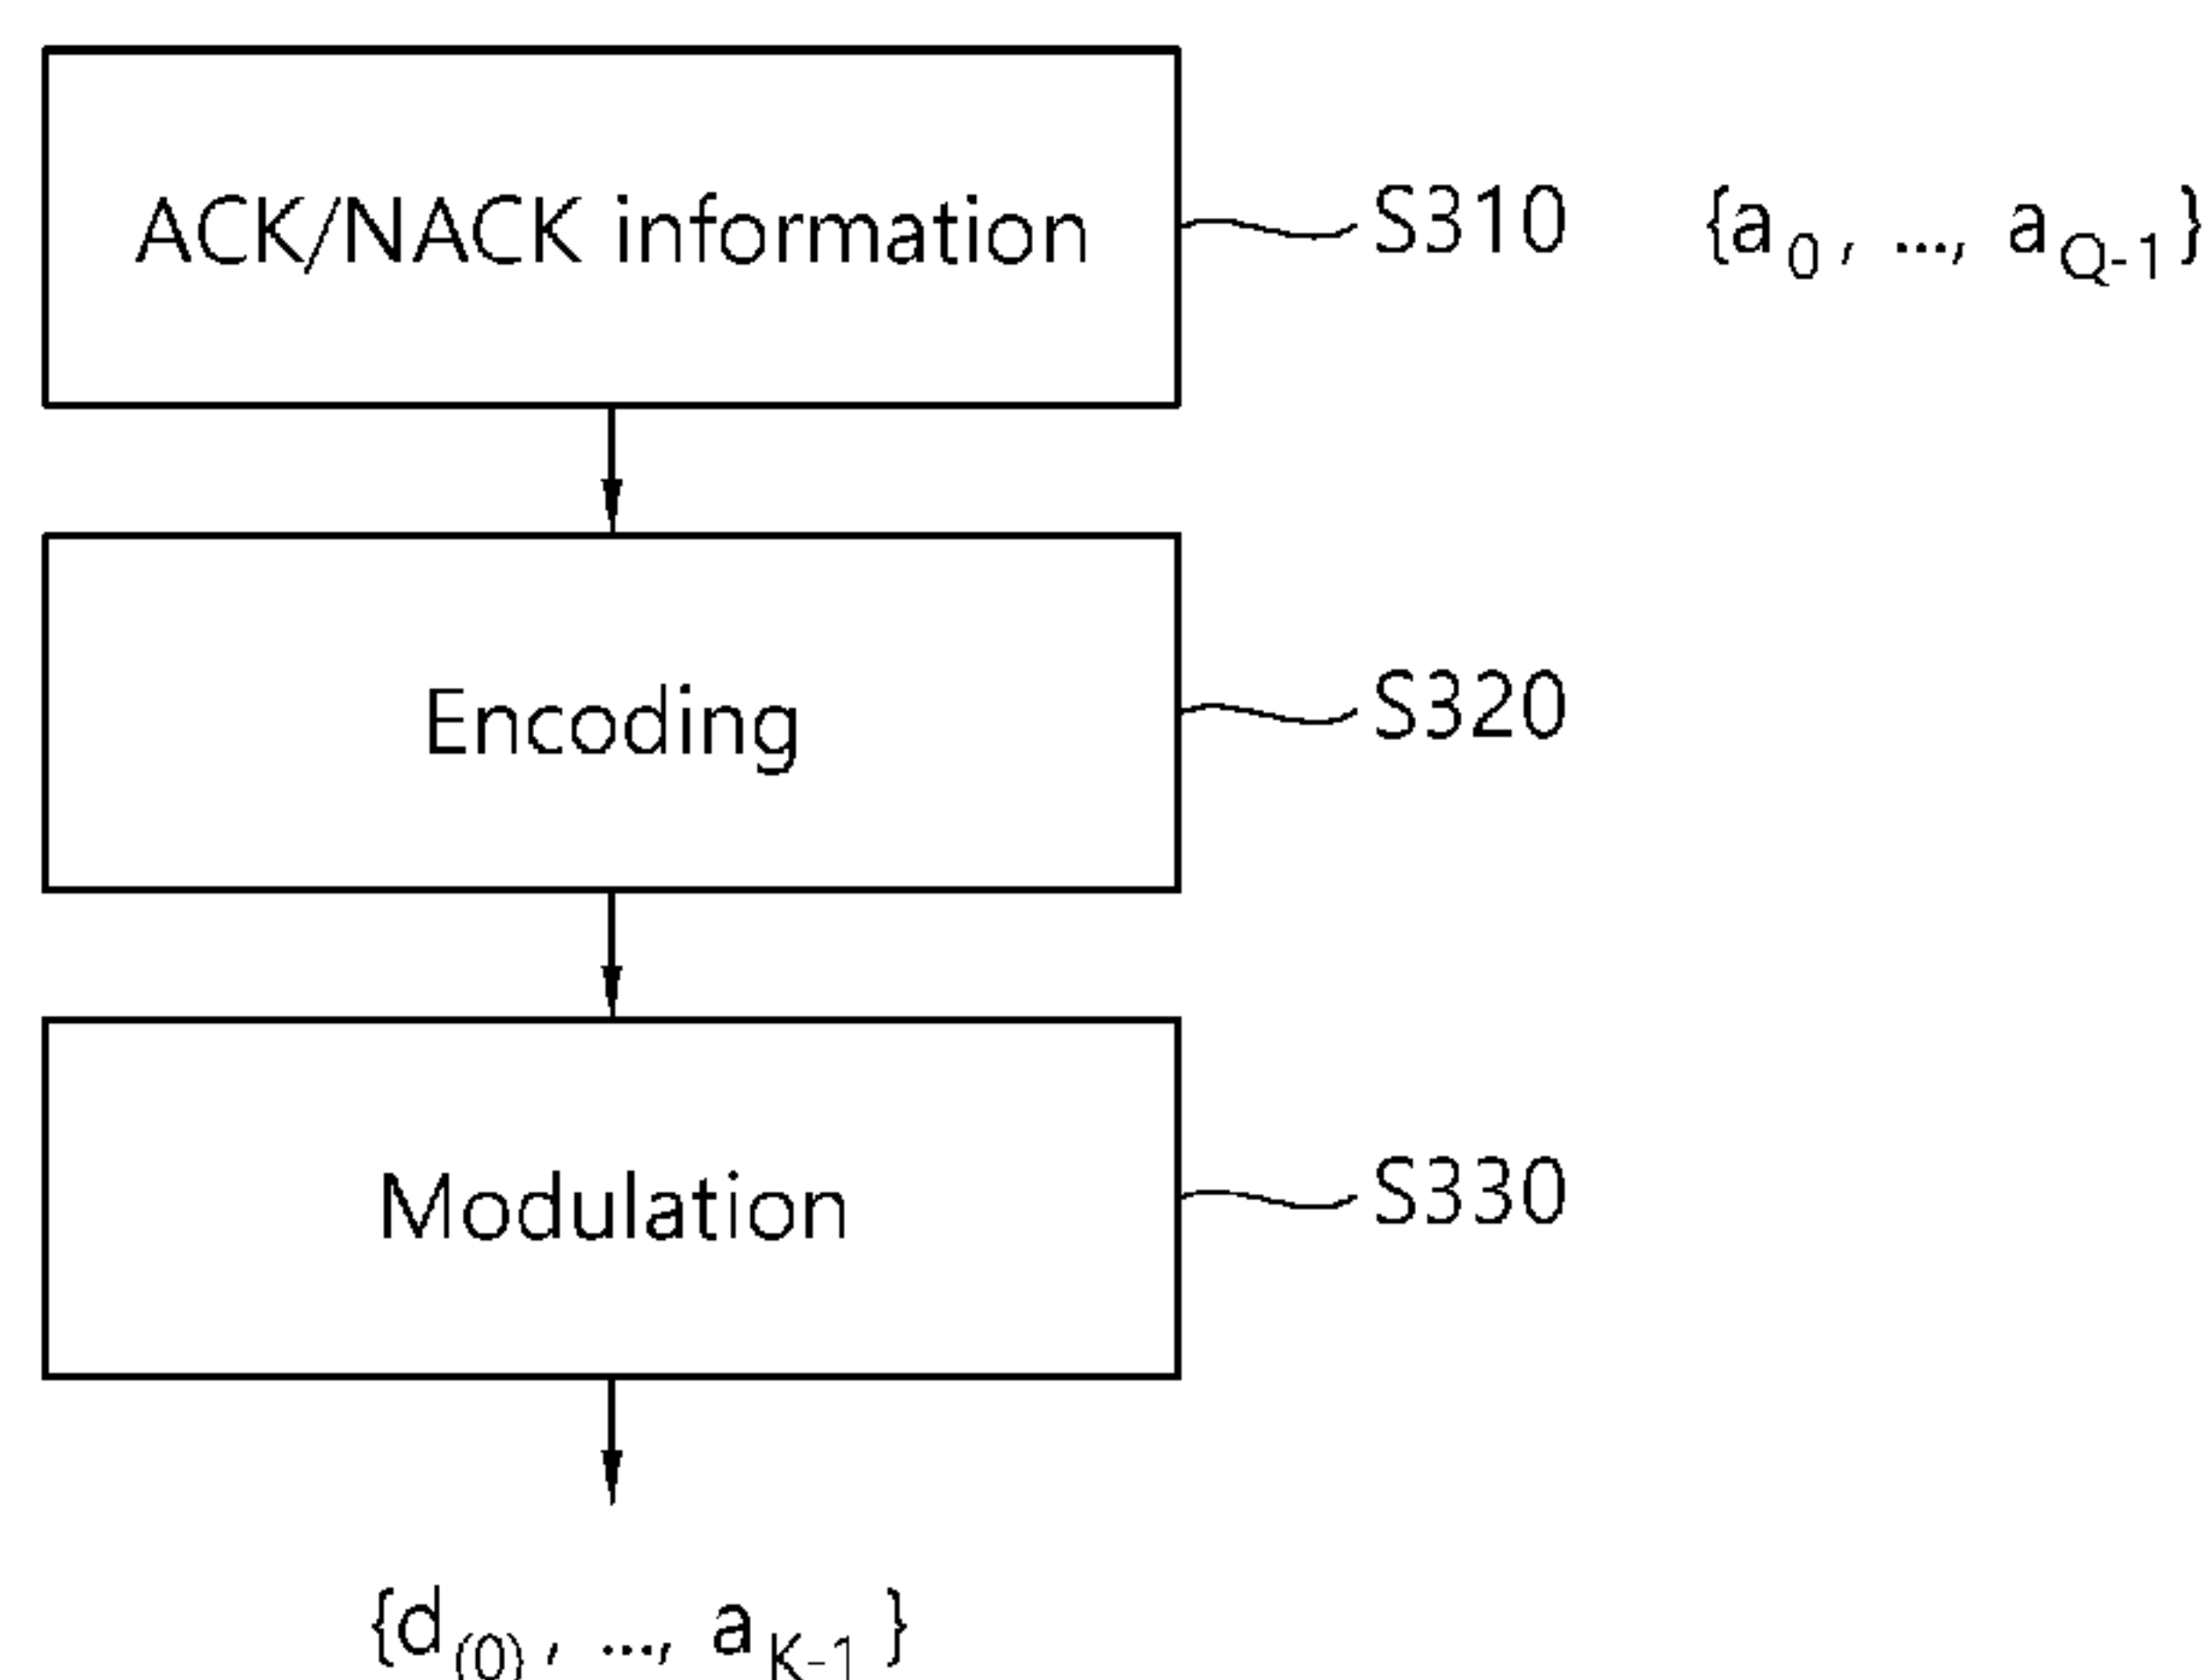 ACK/NACK information S310 {a0, ..., aQ-1}
Encoding S320
Modulation S330
{d(0), ..., aK-1}